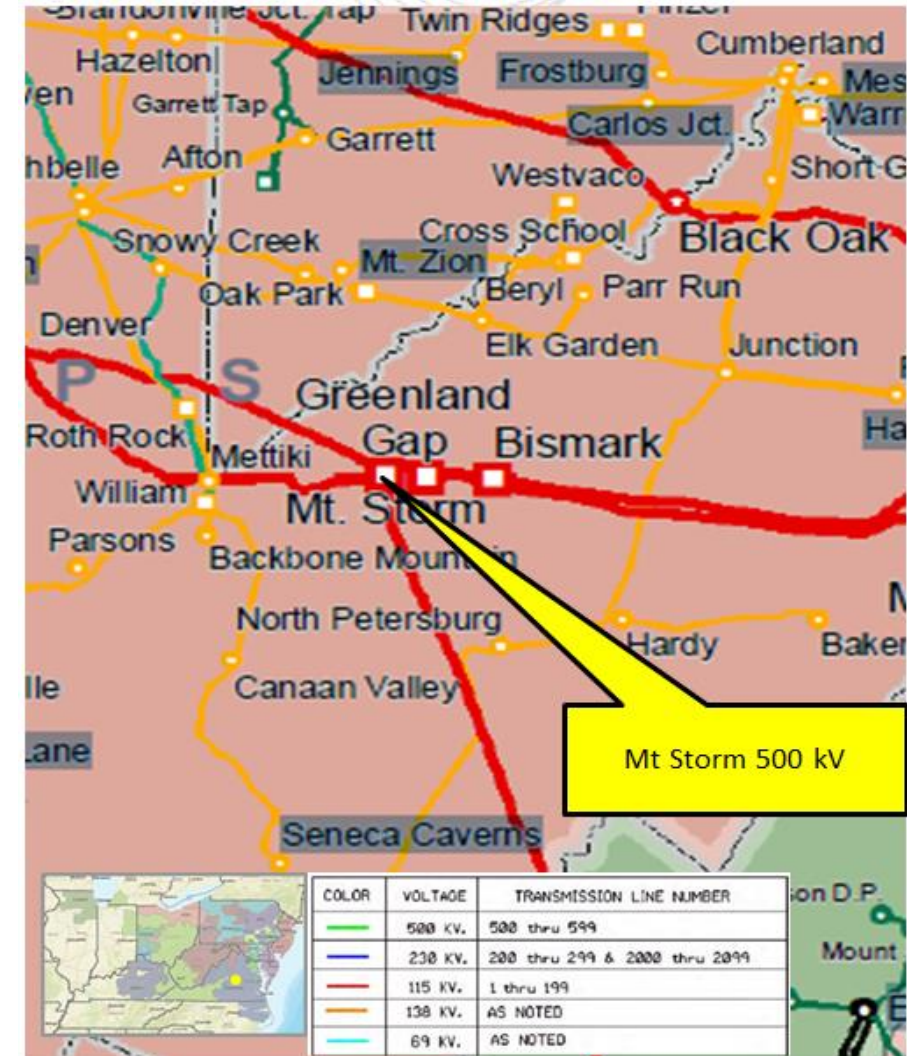 Twin Ridges
Cumberland
Hazelton
Jennings
Frostburg
Garrett Tap
Carlos Jct.
Garrett
Afton
Westvaco
Cross School
Black Oak
Snowy Creek
Mt. Zion
Oak Park
Beryl
Parr Run
Denver
Elk Garden
Junction
P S
Greenland
Gap
Bismark
Roth Rock
Mettiki
William
Mt. Storm
Parsons
Backbone Mountain
North Petersburg
Hardy
Baker
Canaan Valley
Mt Storm 500 kV
Seneca Caverns
COLOR VOLTAGE TRANSMISSION LINE NUMBER
500 KV. 500 thru 599
230 KV. 200 thru 299 & 2000 thru 2099
115 KV. 1 thru 199
138 KV. AS NOTED
69 KV. AS NOTED
Mount